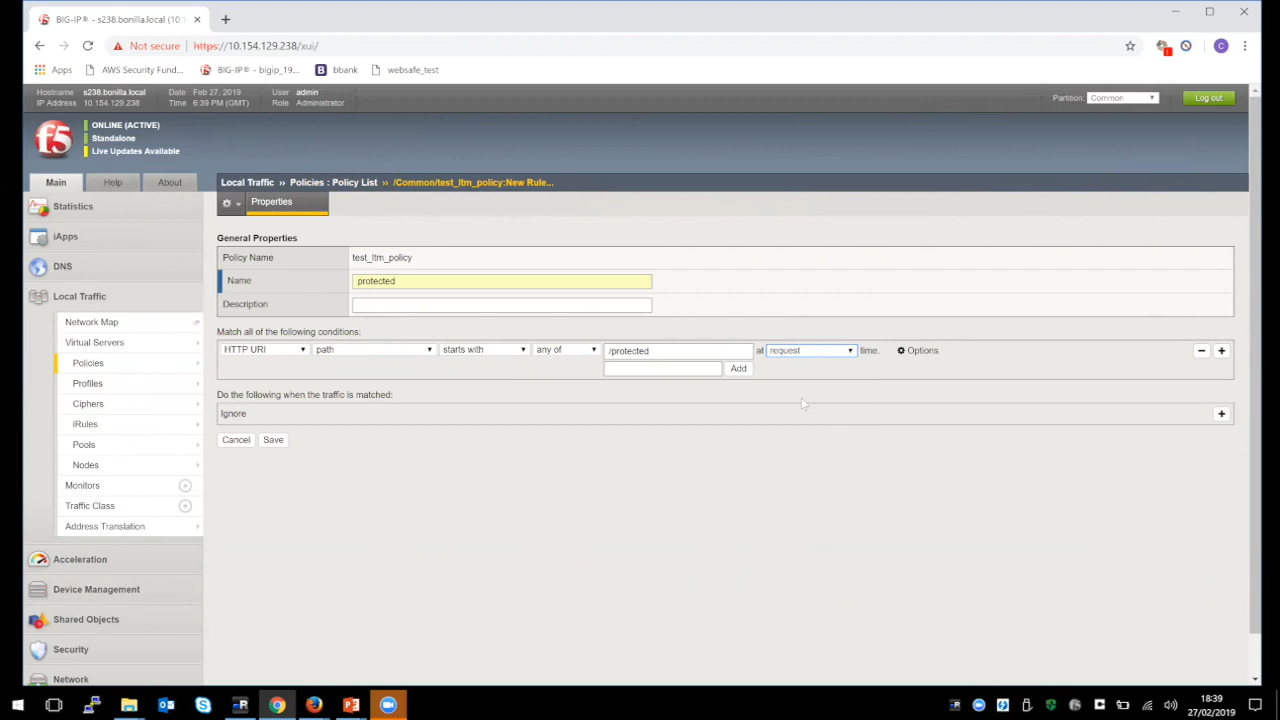 BIG-IP® - s238.bonilla.local (10.1
Not secure
https://10.154.129.238/xui/
C
Apps
AWS Security Fund...
BIG-IP® - bigip_19...
B
bbank
websafe_test
Hostname s238.bonilla.local Date Feb 27, 2019 User admin
IP Address 10.154.129.238 Time 6:39 PM (GMT) Role Administrator
Partition: Common Log out
f5
ONLINE (ACTIVE)
Standalone
Live Updates Available
Main Help About
Local Traffic ›› Policies : Policy List ›› /Common/test_ltm_policy:New Rule...
Properties
Statistics
iApps
DNS
Local Traffic
Network Map
Virtual Servers
Policies
Profiles
Ciphers
iRules
Pools
Nodes
Monitors
Traffic Class
Address Translation
Acceleration
Device Management
Shared Objects
Security
Network
General Properties
Policy Name test_ltm_policy
Name protected
Description
Match all of the following conditions:
HTTP URI path starts with any of /protected at request time. Options
Add
Do the following when the traffic is matched:
Ignore
Cancel Save
18:39
27/02/2019